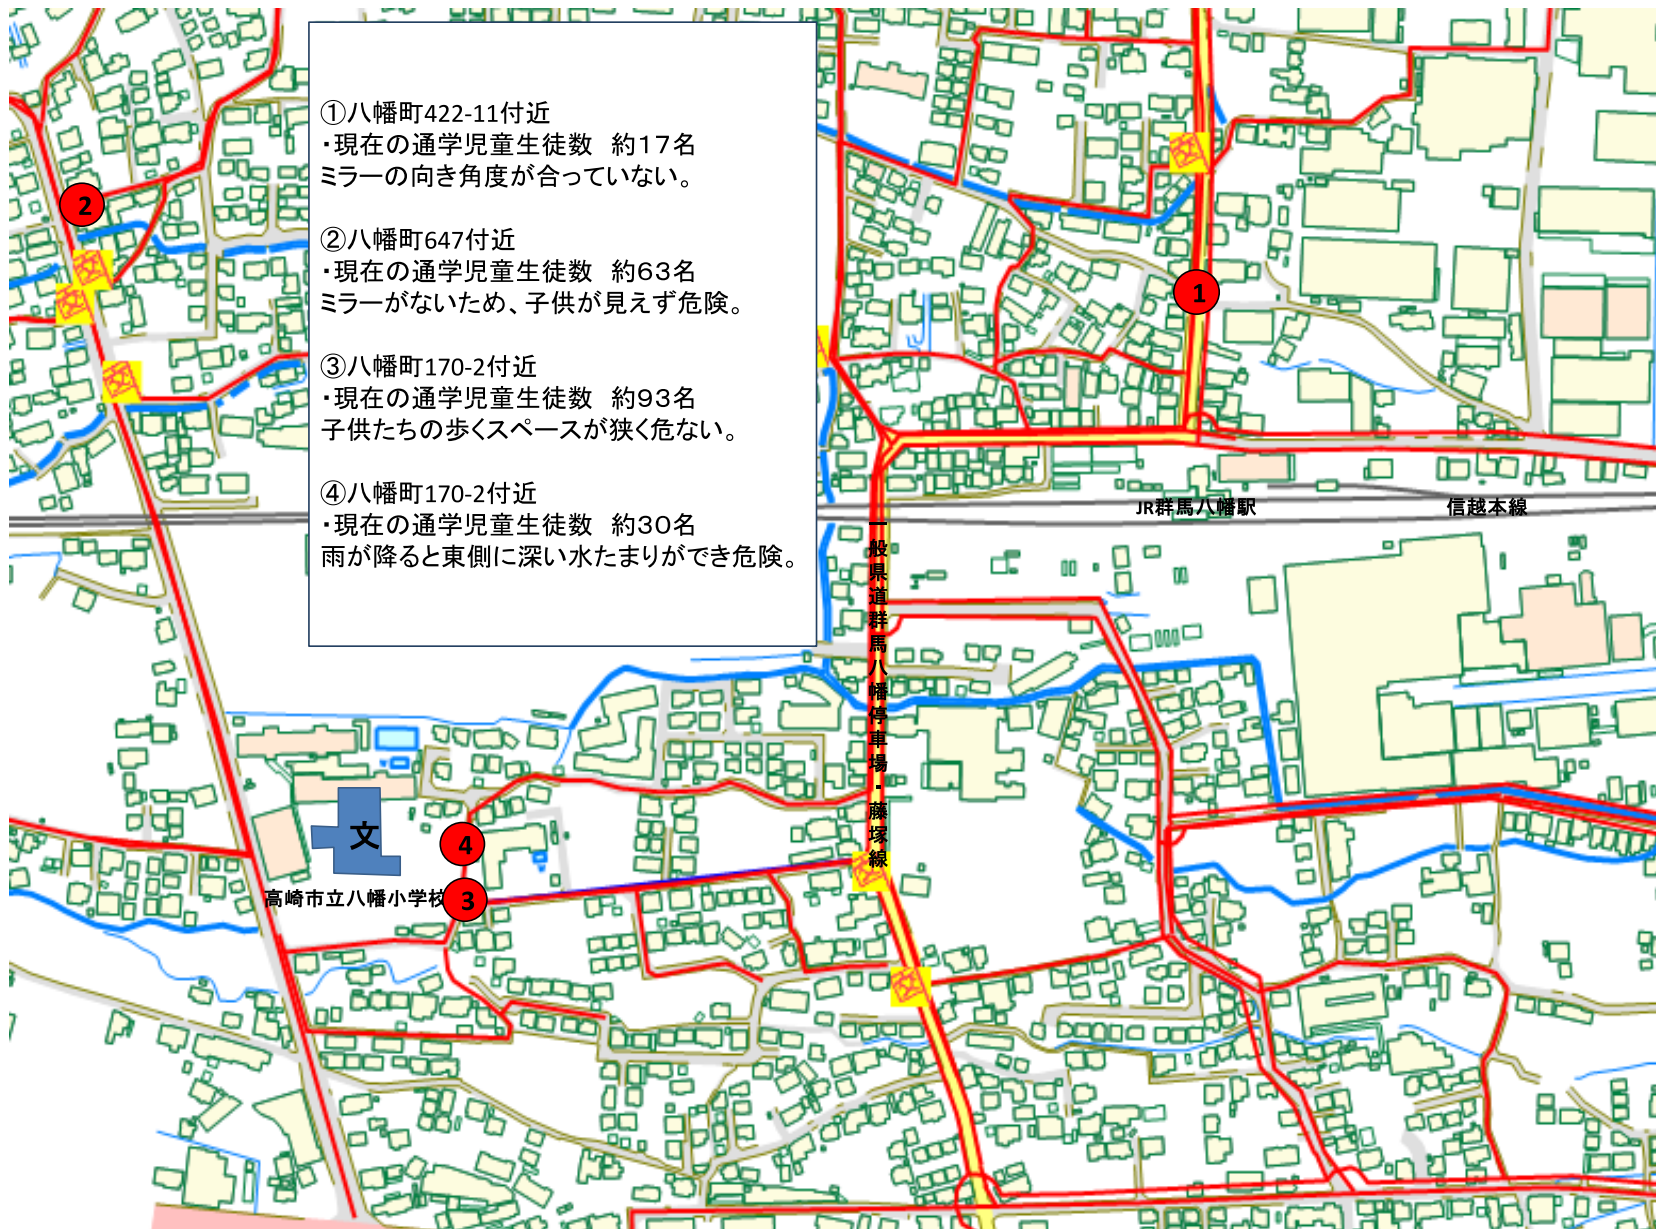 ①八幡町422-11付近
・現在の通学児童生徒数　約17名
ミラーの向き角度が合っていない。
②八幡町647付近
・現在の通学児童生徒数　約63名
ミラーがないため、子供が見えず危険。
③八幡町170-2付近
・現在の通学児童生徒数　約93名
子供たちの歩くスペースが狭く危ない。
④八幡町170-2付近
・現在の通学児童生徒数　約30名
雨が降ると東側に深い水たまりができ危険。
2
交
交
交
交
1
JR群馬八幡駅
信越本線
一般県道群馬八幡停車場・藤塚線
文
高崎市立八幡小学校
4
3
交
交